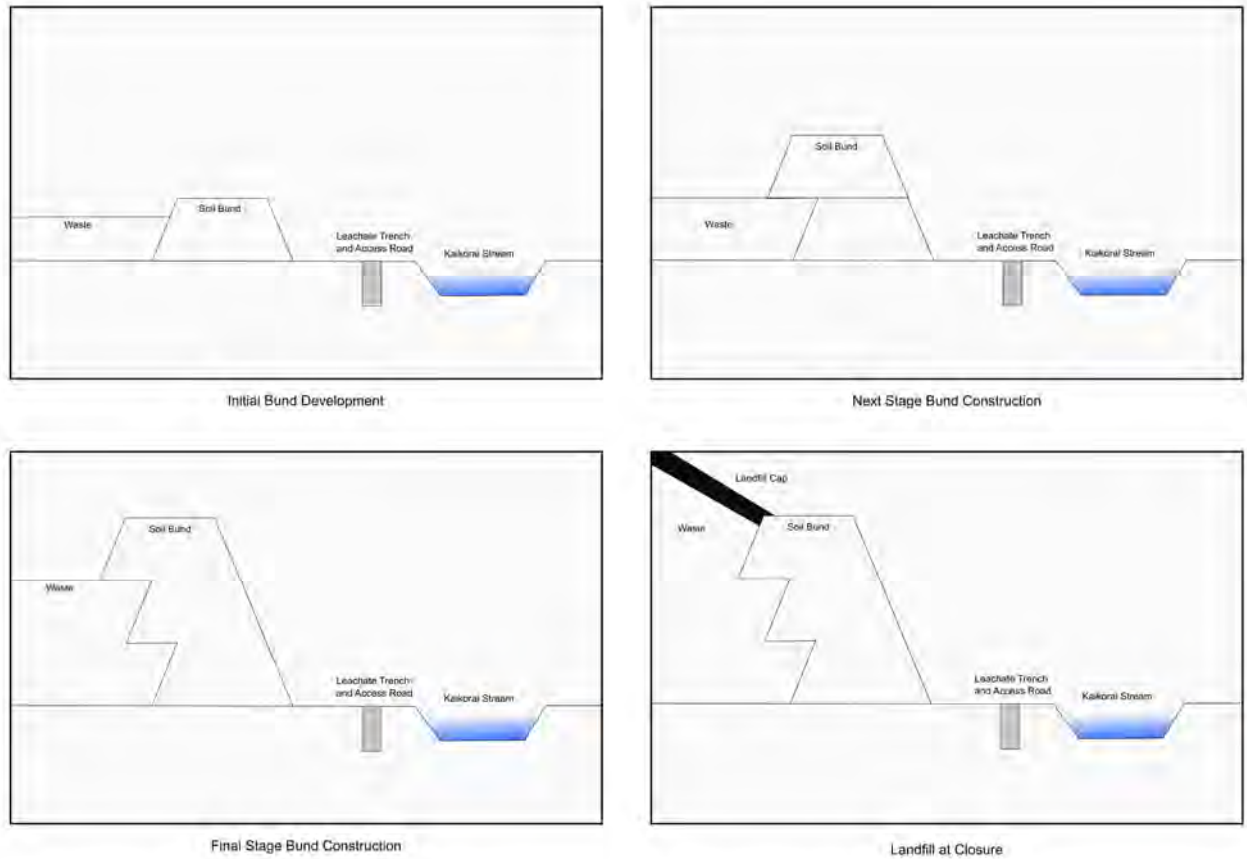 Soil Bund
Waste
Leachate Trench
and Access Road
Kaikorai Stream
Initial Bund Development
Soil Bund
Waste
Leachate Trench
and Access Road
Kaikorai Stream
Next Stage Bund Construction
Soil Bund
Waste
Leachate Trench
and Access Road
Kaikorai Stream
Final Stage Bund Construction
Landfill Cap
Waste
Soil Bund
Leachate Trench
and Access Road
Kaikorai Stream
Landfill at Closure